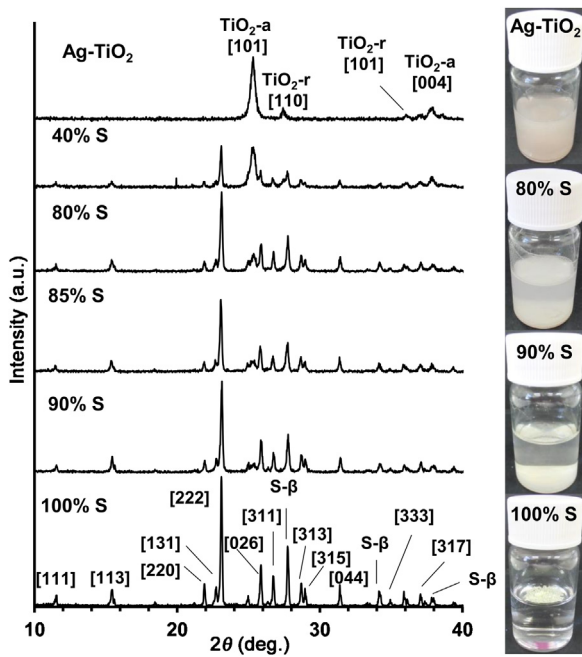 Ag-TiO₂
TiO₂-a
[101]
TiO₂-r
[110]
TiO₂-r
[101]
TiO₂-a
[004]
40% S
80% S
85% S
90% S
100% S
[222]
S-β
[131]
[220]
[026]
[311]
[313]
[315]
[044]
S-β
[333]
[317]
S-β
[111]
[113]
Intensity (a.u.)
10
20
30
40
2θ (deg.)
Ag-TiO₂
80% S
90% S
100% S